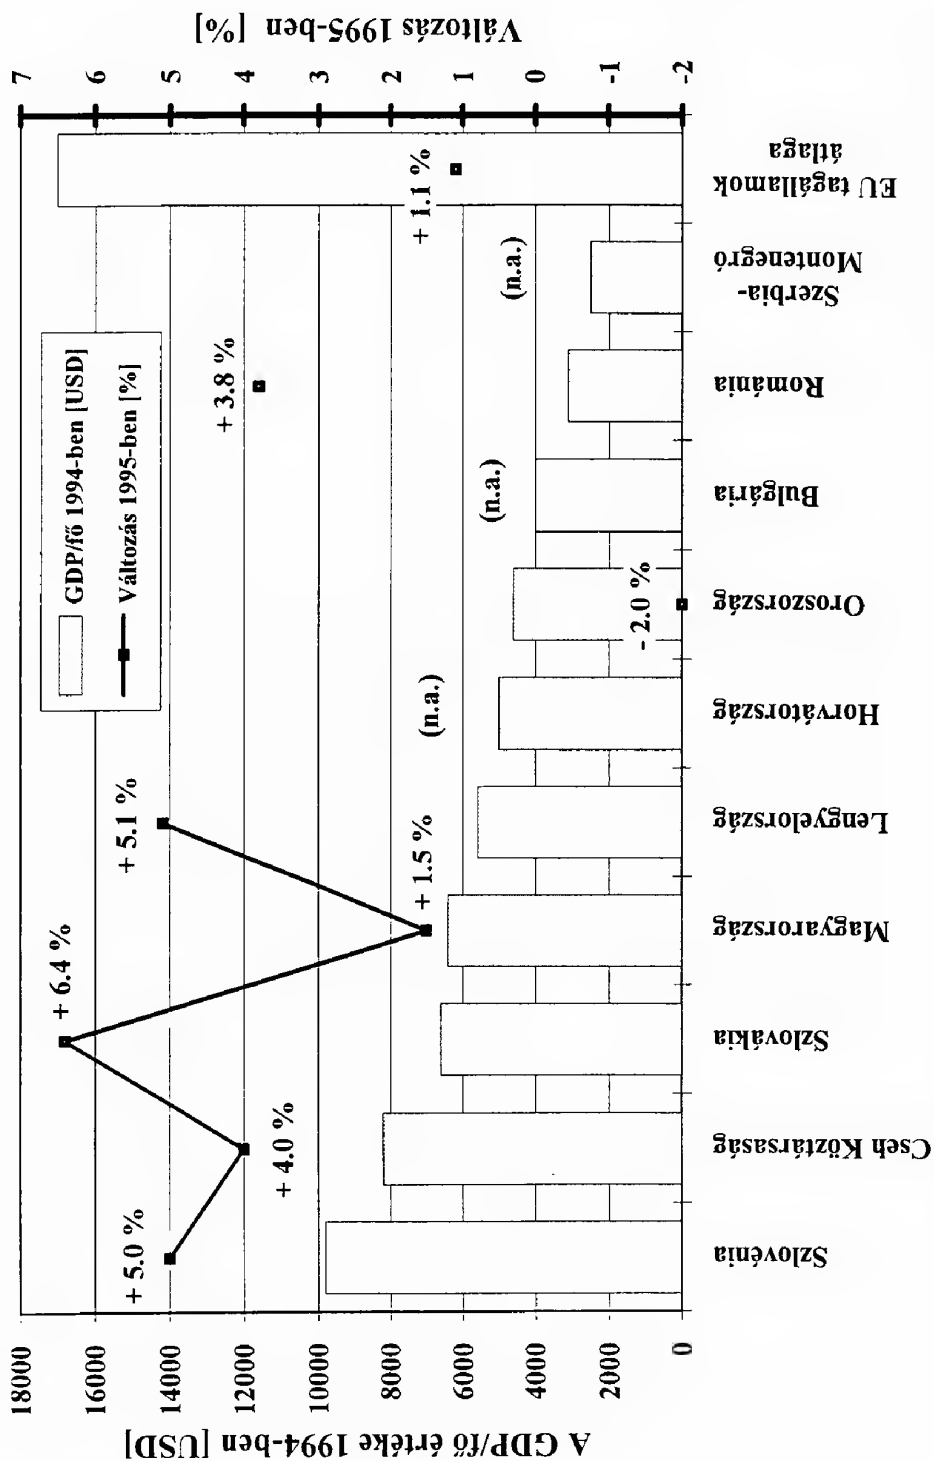 A GDP/fő értéke 1994-ben [USD]
18000
16000
14000
12000
10000
8000
6000
4000
2000
0
GDP/fő 1994-ben [USD]
Változás 1995-ben [%]
+ 5.0 %
+ 4.0 %
+ 6.4 %
+ 1.5 %
+ 5.1 %
(n.a.)
- 2.0 %
(n.a.)
+ 3.8 %
(n.a.)
+ 1.1 %
Szlovénia
Cseh Köztársaság
Szlovákia
Magyarország
Lengyelország
Horvátország
Oroszország
Bulgária
Románia
Szerbia-
Montenegró
EU tagállamok
átlaga
7
6
5
4
3
2
1
0
-1
-2
Változás 1995-ben [%]